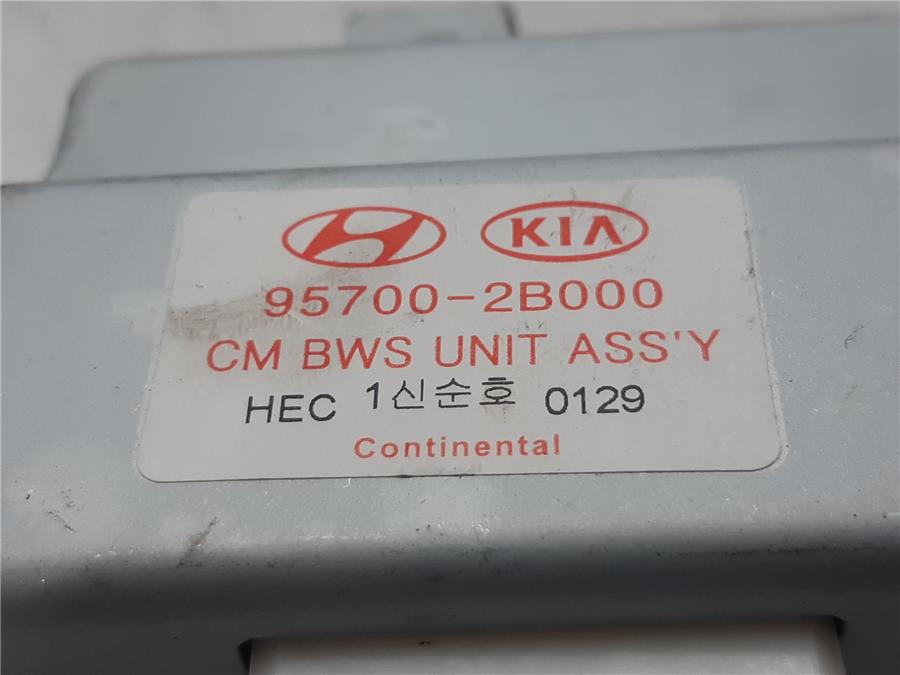 KIA
95700-2B000
CM BWS UNIT ASS'Y
HEC 1신순호 0129
Continental